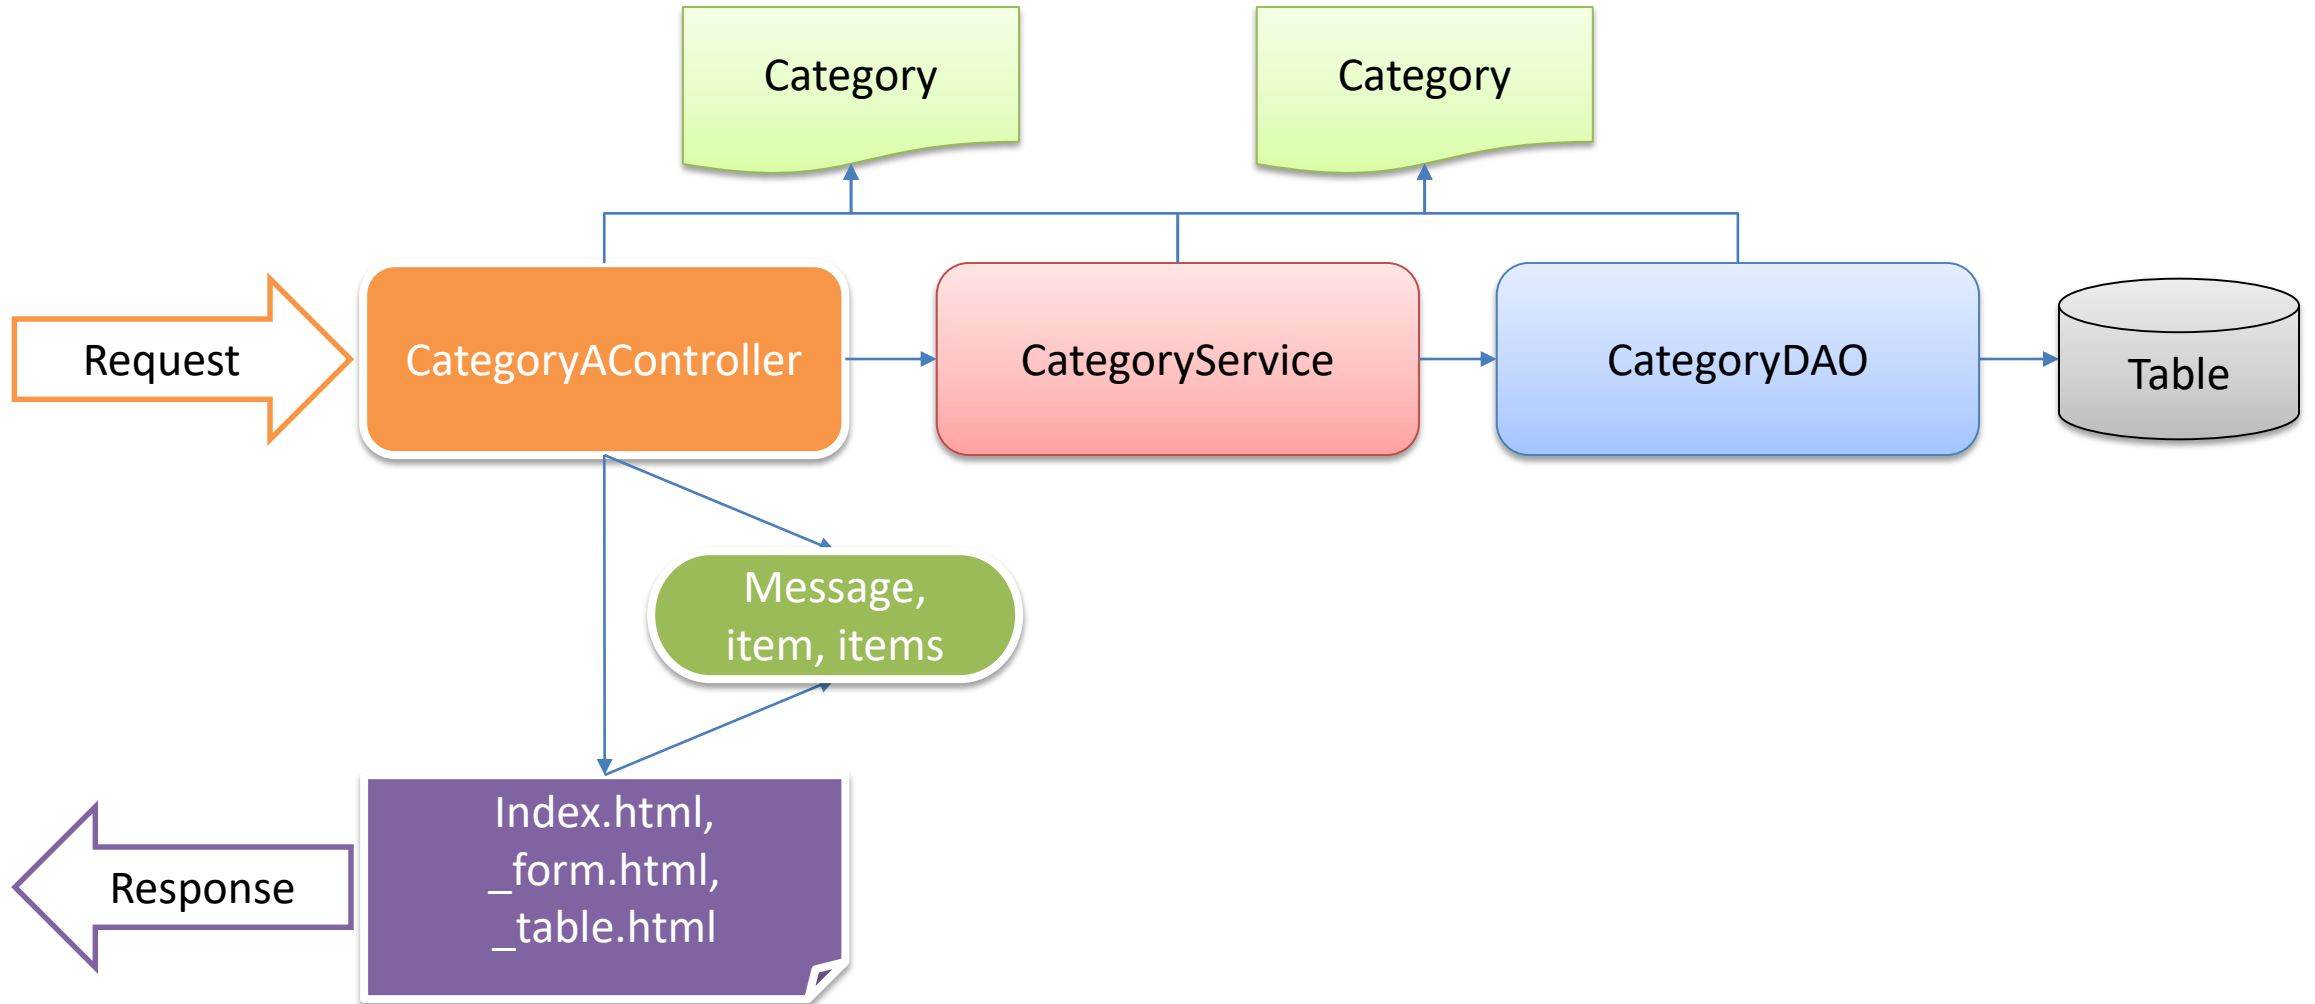 Category
Category
Request
CategoryAController
CategoryService
CategoryDAO
Table
Message,
item, items
Response
Index.html,
_form.html,
_table.html